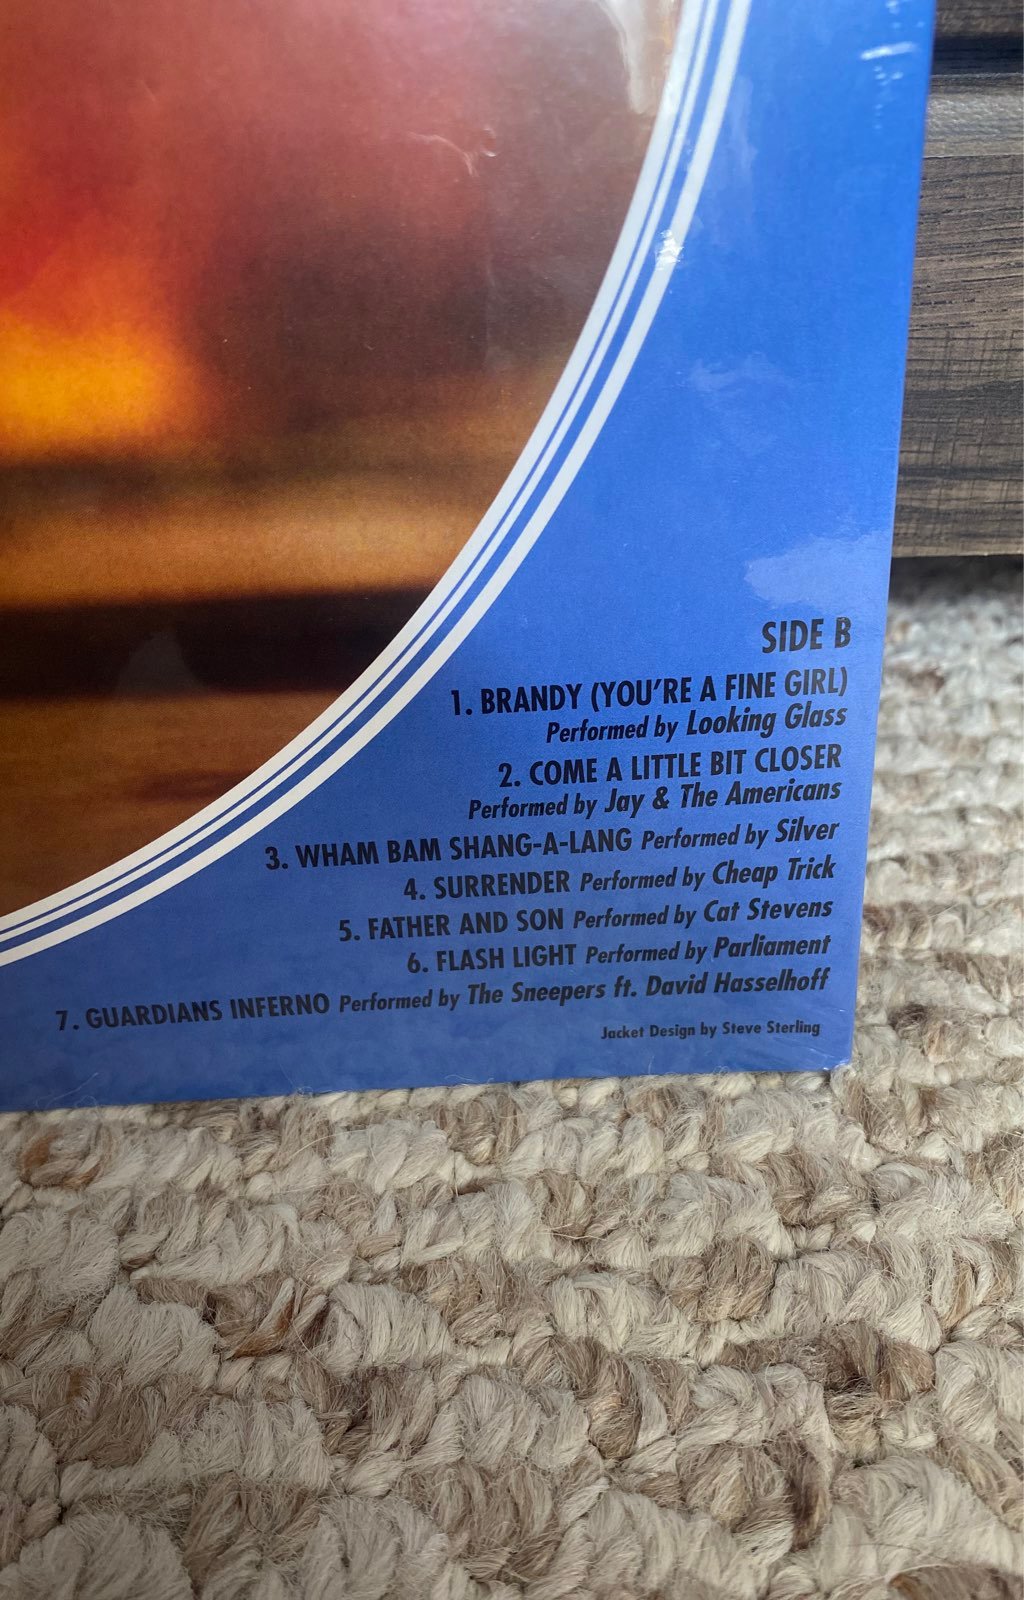 SIDE B
1. BRANDY (YOU'RE A FINE GIRL)
Performed by Looking Glass
2. COME A LITTLE BIT CLOSER
Performed by Jay & The Americans
3. WHAM BAM SHANG-A-LANG Performed by Silver
4. SURRENDER Performed by Cheap Trick
5. FATHER AND SON Performed by Cat Stevens
6. FLASH LIGHT Performed by Parliament
7. GUARDIANS INFERNO Performed by The Sneepers ft. David Hasselhoff
Jacket Design by Steve Sterling